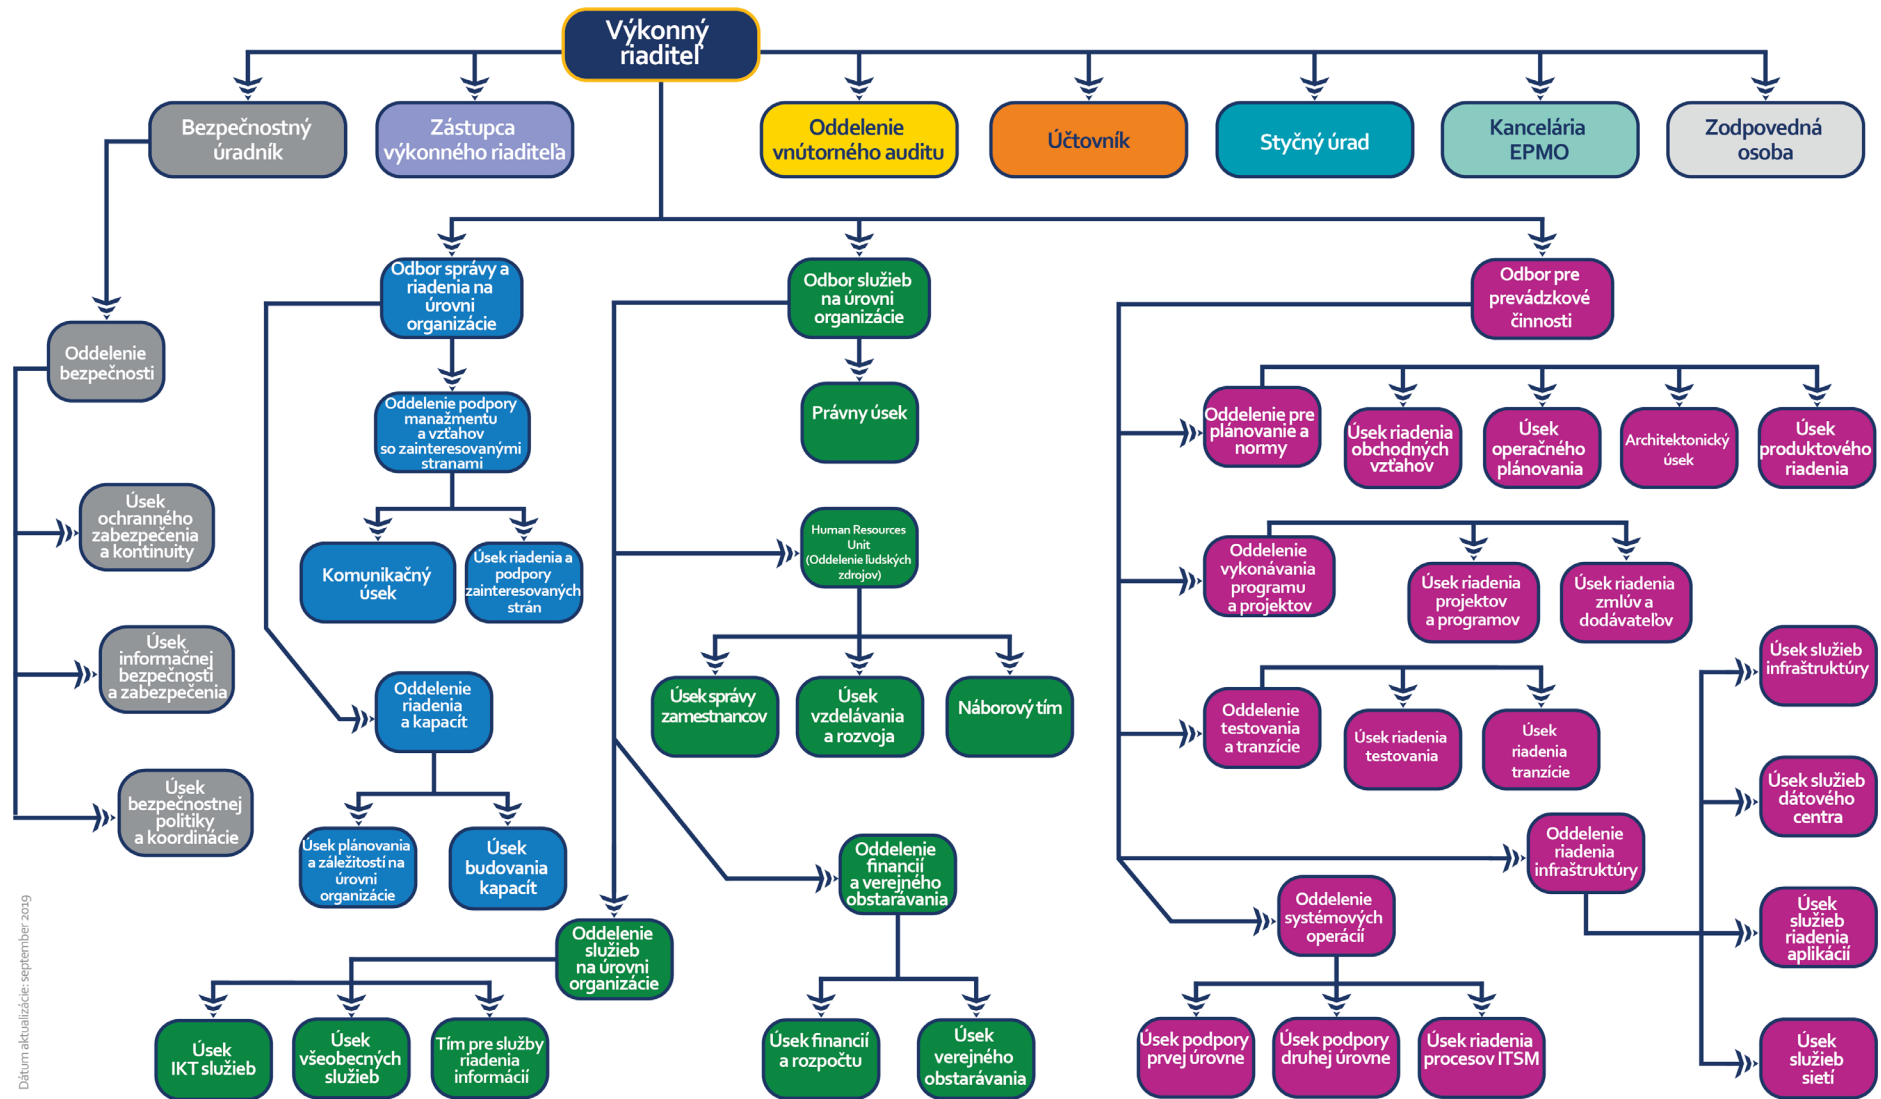 Výkonný
riaditeľ
Bezpečnostný
úradník
Zástupca
výkonného riaditeľa
Oddelenie
vnútorného auditu
Účtovník
Styčný úrad
Kancelária
EPMO
Zodpovedná
osoba
Odbor správy a
riadenia na
úrovni
organizácie
Odbor služieb
na úrovni
organizácie
Odbor pre
prevádzkové
činnosti
Oddelenie
bezpečnosti
Úsek
ochranného
zabezpečenia
a kontinuity
Úsek
informačnej
bezpečnosti
a zabezpečenia
Úsek
bezpečnostnej
politiky
a koordinácie
Oddelenie podpory
manažmentu
a vzťahov
so zainteresovanými
stranami
Komunikačný
úsek
Úsek riadenia a
podpory
zainteresovaných
strán
Oddelenie
riadenia
a kapacít
Úsek plánovania
a záležitostí na
úrovni
organizácie
Úsek
budovania
kapacít
Právny úsek
Human Resources
Unit
(Oddelenie ľudských
zdrojov)
Úsek správy
zamestnancov
Úsek
vzdelávania
a rozvoja
Náborový tím
Oddelenie
financií
a verejného
obstarávania
Úsek financií
a rozpočtu
Úsek
verejného
obstarávania
Oddelenie
služieb
na úrovni
organizácie
Úsek
IKT služieb
Úsek
všeobecných
služieb
Tím pre služby
riadenia
informácií
Oddelenie pre
plánovanie a
normy
Úsek riadenia
obchodných
vzťahov
Úsek
operačného
plánovania
Architektonický
úsek
Úsek
produktového
riadenia
Oddelenie
vykonávania
programu
a projektov
Úsek riadenia
projektov
a programov
Úsek riadenia
zmlúv a
dodávateľov
Oddelenie
testovania
a tranzície
Úsek riadenia
testovania
Úsek
riadenia
tranzície
Oddelenie
riadenia
infraštruktúry
Úsek služieb
infraštruktúry
Úsek služieb
dátového
centra
Úsek
služieb
riadenia
aplikácií
Úsek
služieb
sietí
Oddelenie
systémových
operácií
Úsek podpory
prvej úrovne
Úsek podpory
druhej úrovne
Úsek riadenia
procesov ITSM
Dátum aktualizácie: september 2019